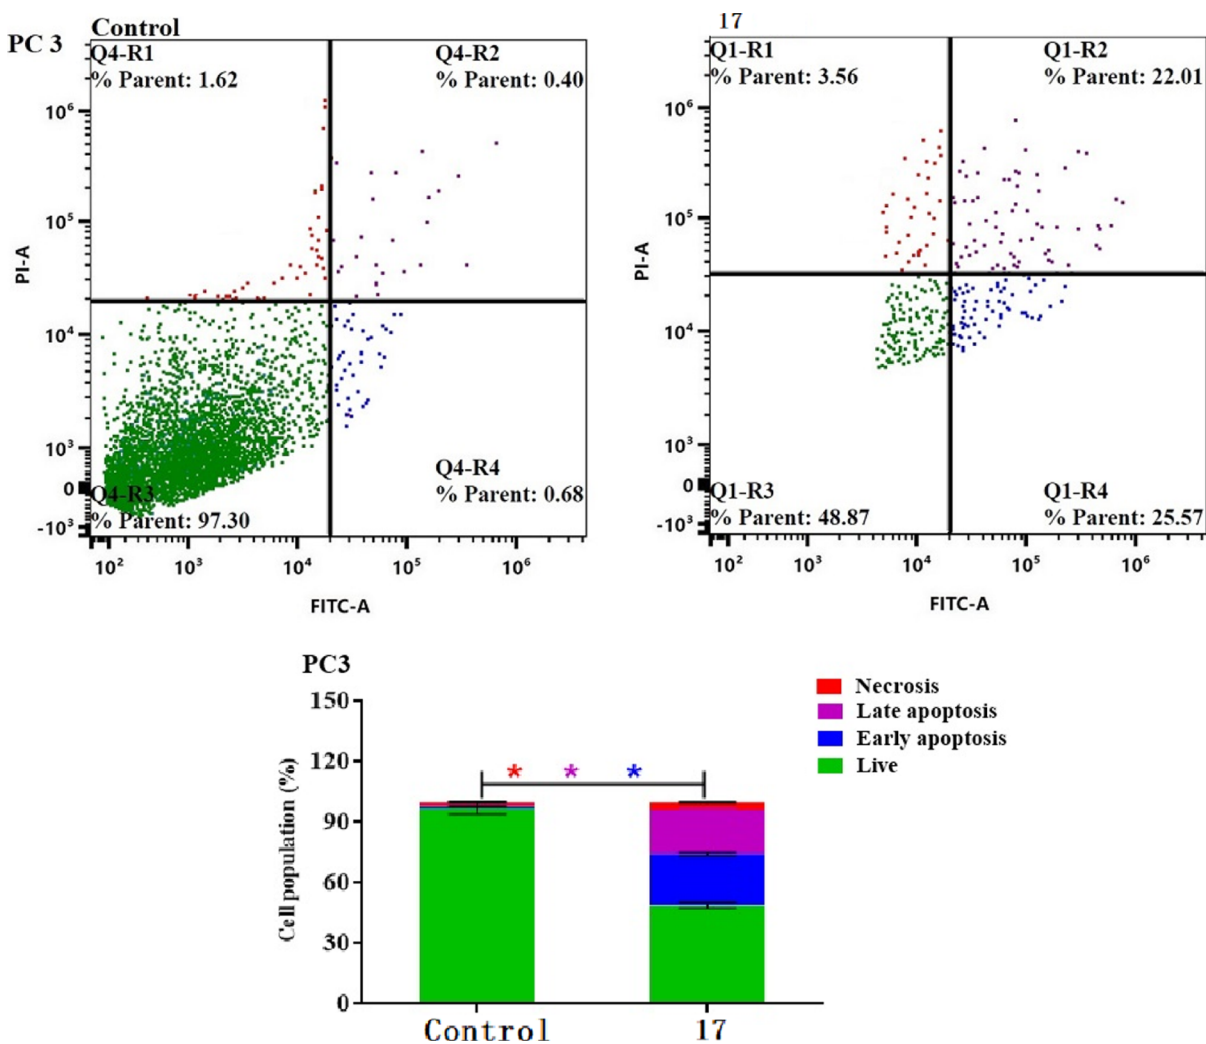 PC 3
Control
Q4-R1
% Parent: 1.62
Q4-R2
% Parent: 0.40
10⁶
10⁵
10⁴
10³
0
-10³
PI-A
Q4-R3
% Parent: 97.30
Q4-R4
% Parent: 0.68
10² 10³ 10⁴ 10⁵ 10⁶
FITC-A
17
Q1-R1
% Parent: 3.56
Q1-R2
% Parent: 22.01
10⁶
10⁵
10⁴
10³
0
-10³
PI-A
Q1-R3
% Parent: 48.87
Q1-R4
% Parent: 25.57
10² 10³ 10⁴ 10⁵ 10⁶
FITC-A
PC3
150
120
90
60
30
0
Cell population (%)
* * *
Control 17
Necrosis
Late apoptosis
Early apoptosis
Live